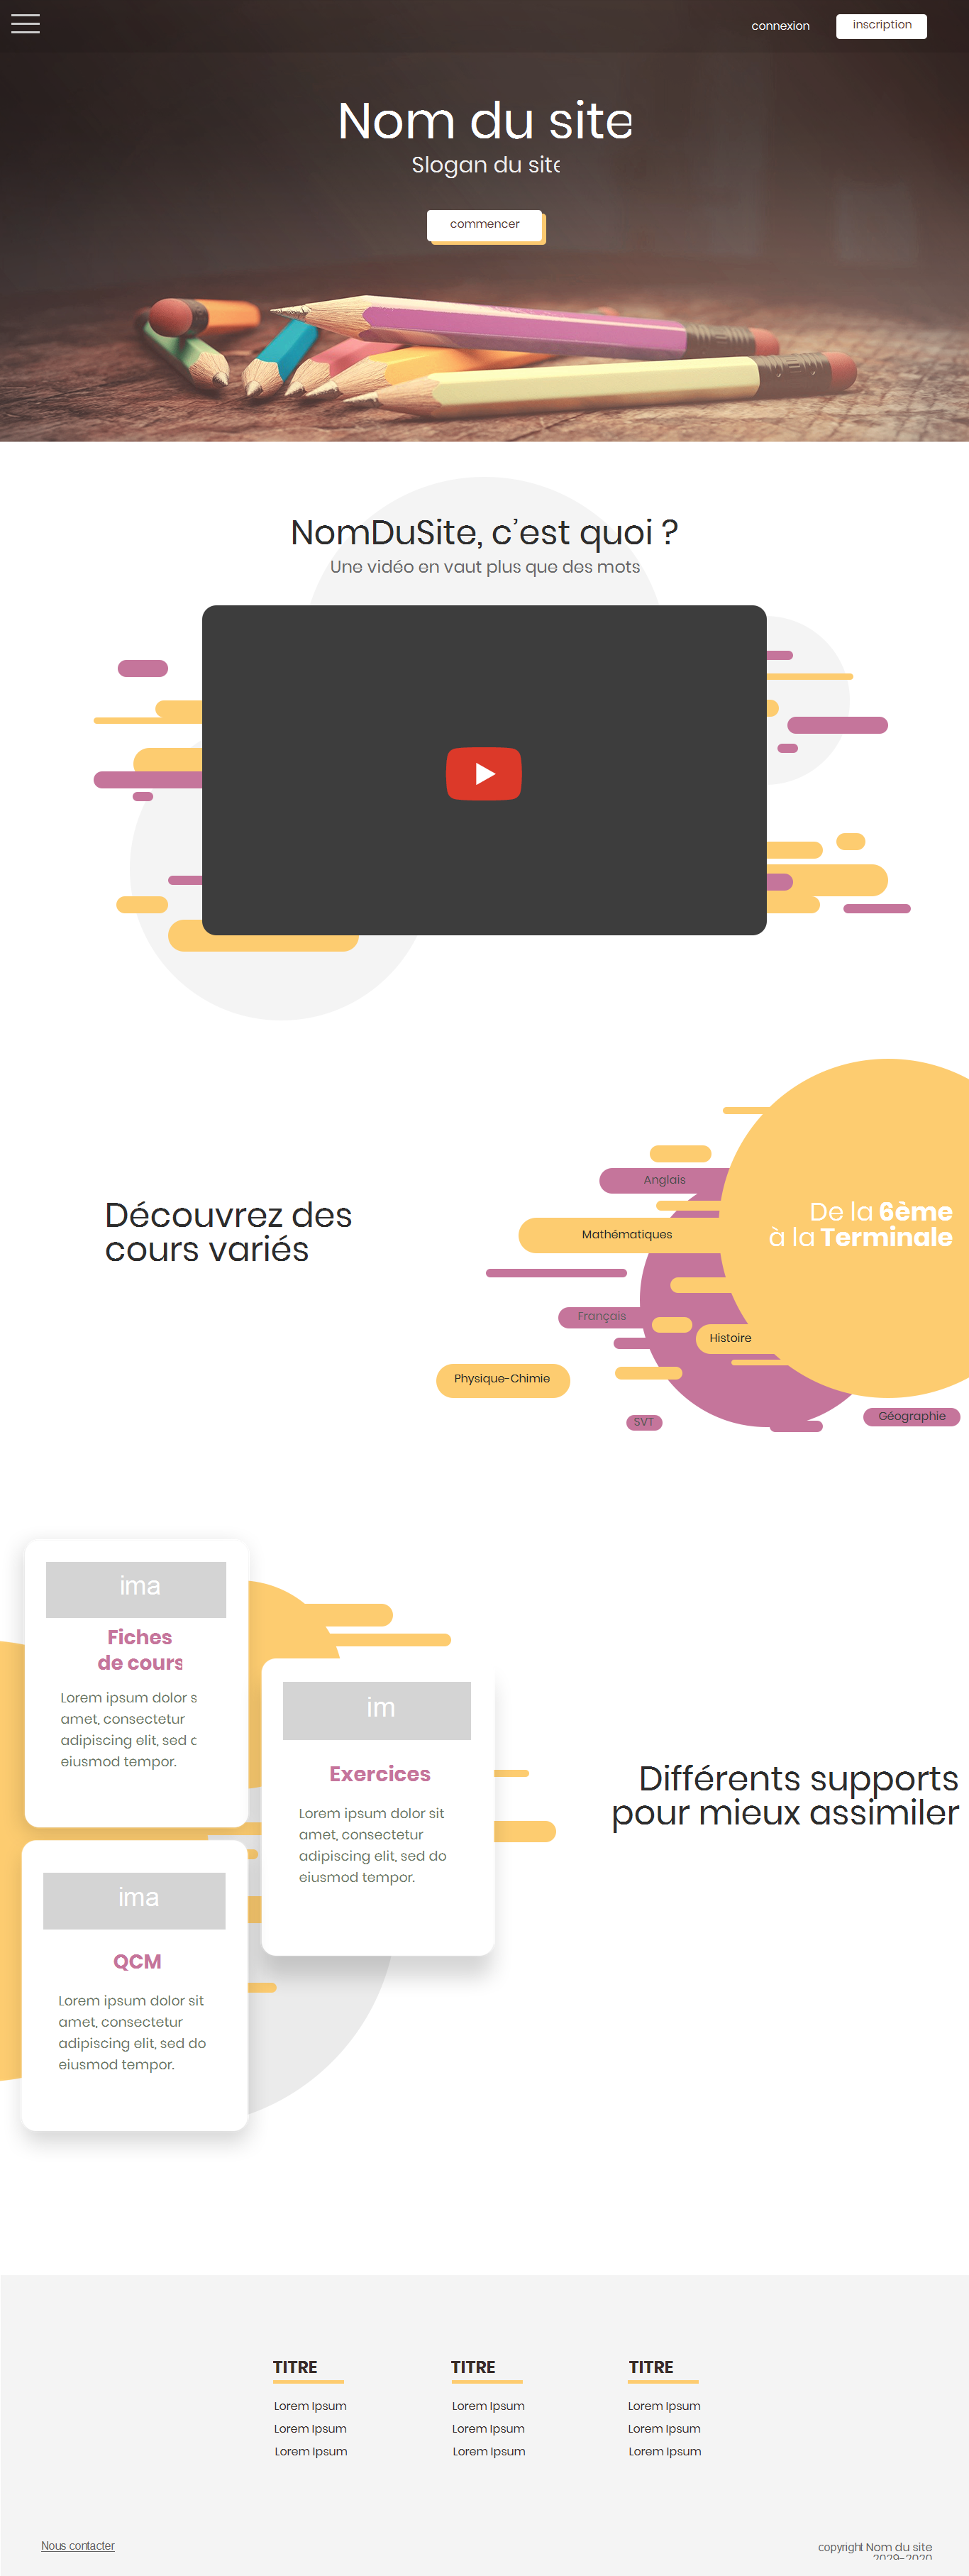 connexion
inscription
Nom du site
Slogan du site
commencer
NomDuSite, c'est quoi ?
Une vidéo en vaut plus que des mots
Découvrez des
cours variés
Anglais
De la 6ème
à la Terminale
Mathématiques
Français
Histoire
Physique-Chimie
Géographie
SVT
ima
Fiches
de cours
Lorem ipsum dolor s
amet, consectetur
adipiscing elit, sed
eiusmod tempor.
im
Exercices
Lorem ipsum dolor sit
amet, consectetur
adipiscing elit, sed do
eiusmod tempor.
Différents supports
pour mieux assimiler
ima
QCM
Lorem ipsum dolor sit
amet, consectetur
adipiscing elit, sed do
eiusmod tempor.
TITRE
Lorem Ipsum
Lorem Ipsum
Lorem Ipsum
TITRE
Lorem Ipsum
Lorem Ipsum
Lorem Ipsum
TITRE
Lorem Ipsum
Lorem Ipsum
Lorem Ipsum
Nous contacter
copyright Nom du site
2029-2020